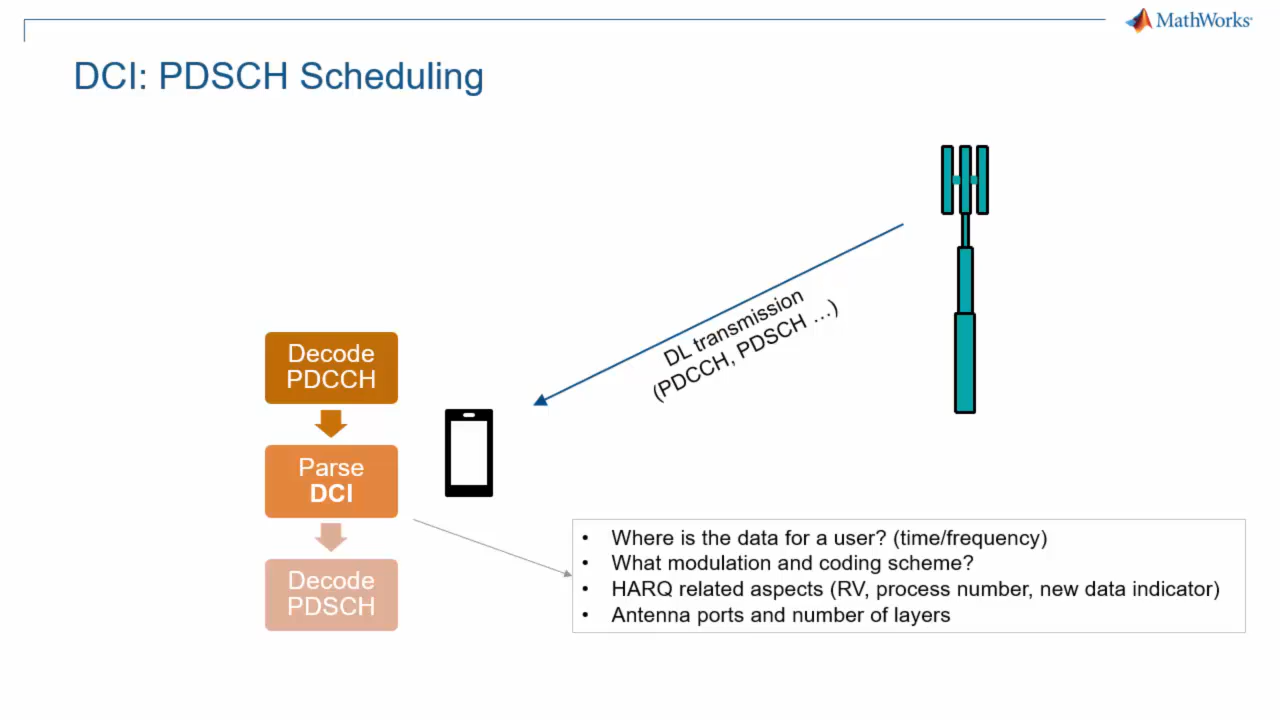 MathWorks
DCI: PDSCH Scheduling
DL transmission
(PDCCH, PDSCH ...)
Decode
PDCCH
Parse
DCI
Decode
PDSCH
• Where is the data for a user? (time/frequency)
• What modulation and coding scheme?
• HARQ related aspects (RV, process number, new data indicator)
• Antenna ports and number of layers